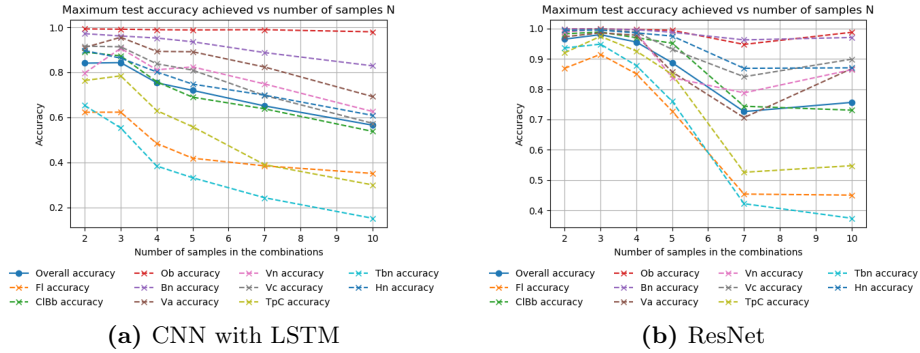 Maximum test accuracy achieved vs number of samples N
Accuracy
1.0
0.8
0.6
0.4
0.2
2 3 4 5 6 7 8 9 10
Number of samples in the combinations
Overall accuracy Ob accuracy Vn accuracy Tbn accuracy
Fl accuracy Bn accuracy Vc accuracy Hn accuracy
ClBb accuracy Va accuracy TpC accuracy
(a) CNN with LSTM
Maximum test accuracy achieved vs number of samples N
Accuracy
1.0
0.9
0.8
0.7
0.6
0.5
0.4
2 3 4 5 6 7 8 9 10
Number of samples in the combinations
Overall accuracy Ob accuracy Vn accuracy Tbn accuracy
Fl accuracy Bn accuracy Vc accuracy Hn accuracy
ClBb accuracy Va accuracy TpC accuracy
(b) ResNet